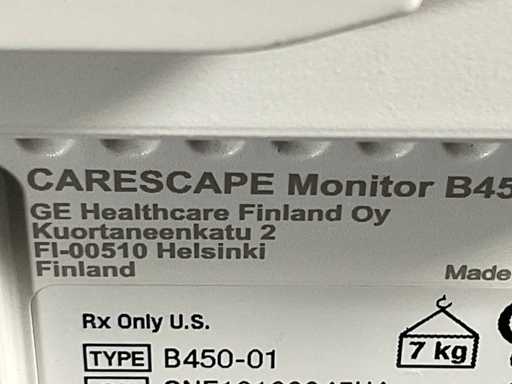 CARESCAPE Monitor B45
GE Healthcare Finland Oy
Kuortaneenkatu 2
FI-00510 Helsinki
Finland
Made
Rx Only U.S.
TYPE B450-01
7 kg